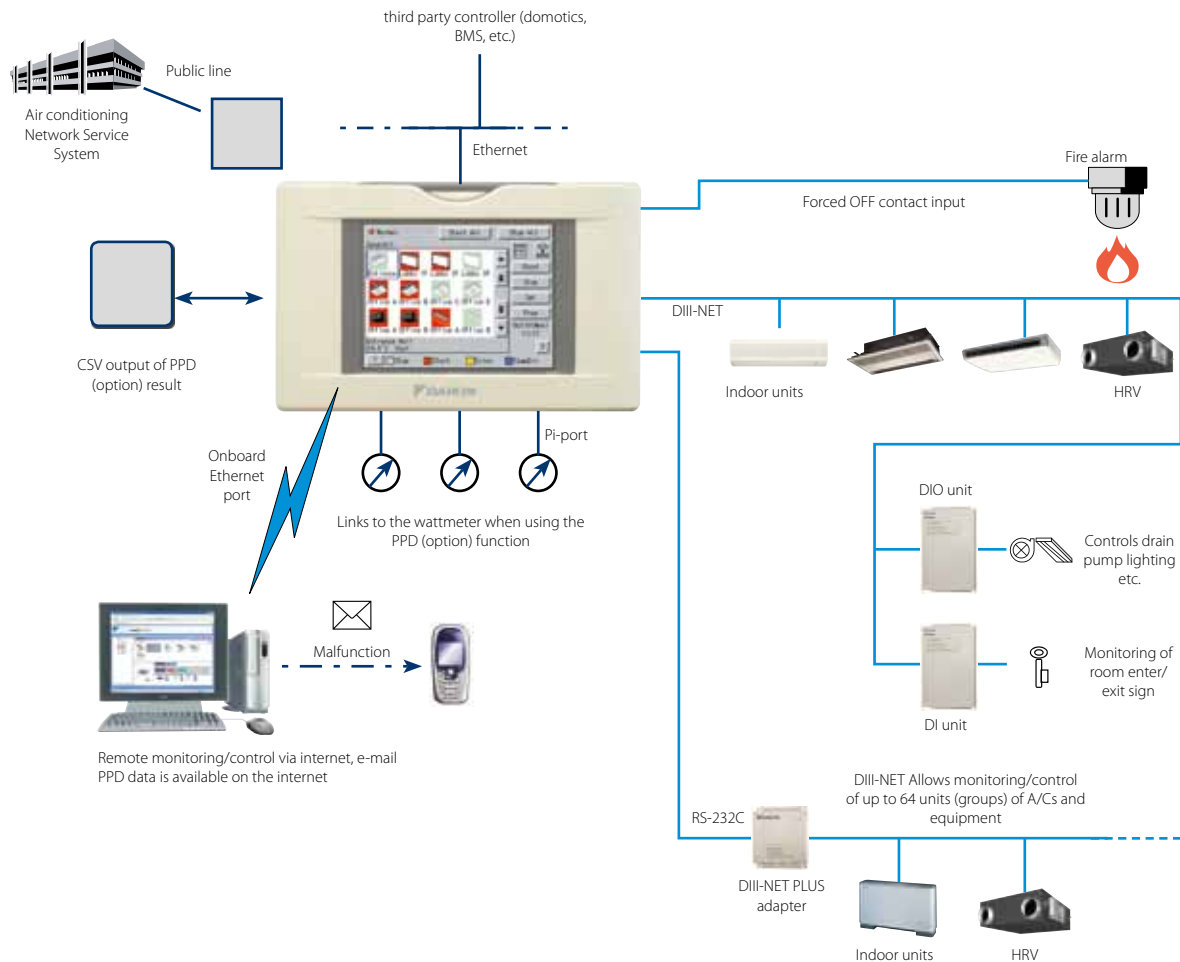 third party controller (domotics,
BMS, etc.)
Public line
Air conditioning
Network Service
System
Ethernet
Fire alarm
Forced OFF contact input
Start All
Stop All
DIII-NET
CSV output of PPD
(option) result
Indoor units
HRV
DAIKIN
Pi-port
Onboard
Ethernet
port
Links to the wattmeter when using the
PPD (option) function
DIO unit
Controls drain
pump lighting
etc.
Malfunction
Monitoring of
room enter/
exit sign
DI unit
Remote monitoring/control via internet, e-mail
PPD data is available on the internet
DIII-NET Allows monitoring/control
of up to 64 units (groups) of A/Cs and
equipment
RS-232C
DIII-NET PLUS
adapter
Indoor units
HRV